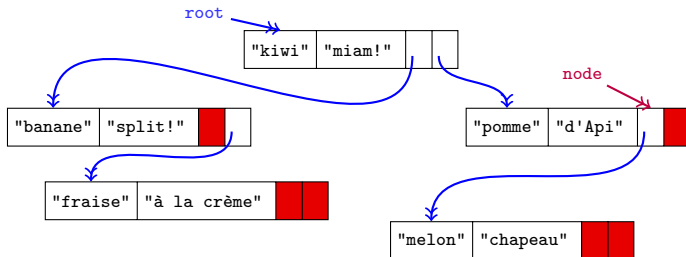 root
"kiwi" "miam!"
node
"banane" "split!"
"pomme" "d'Api"
"fraise" "à la crème"
"melon" "chapeau"